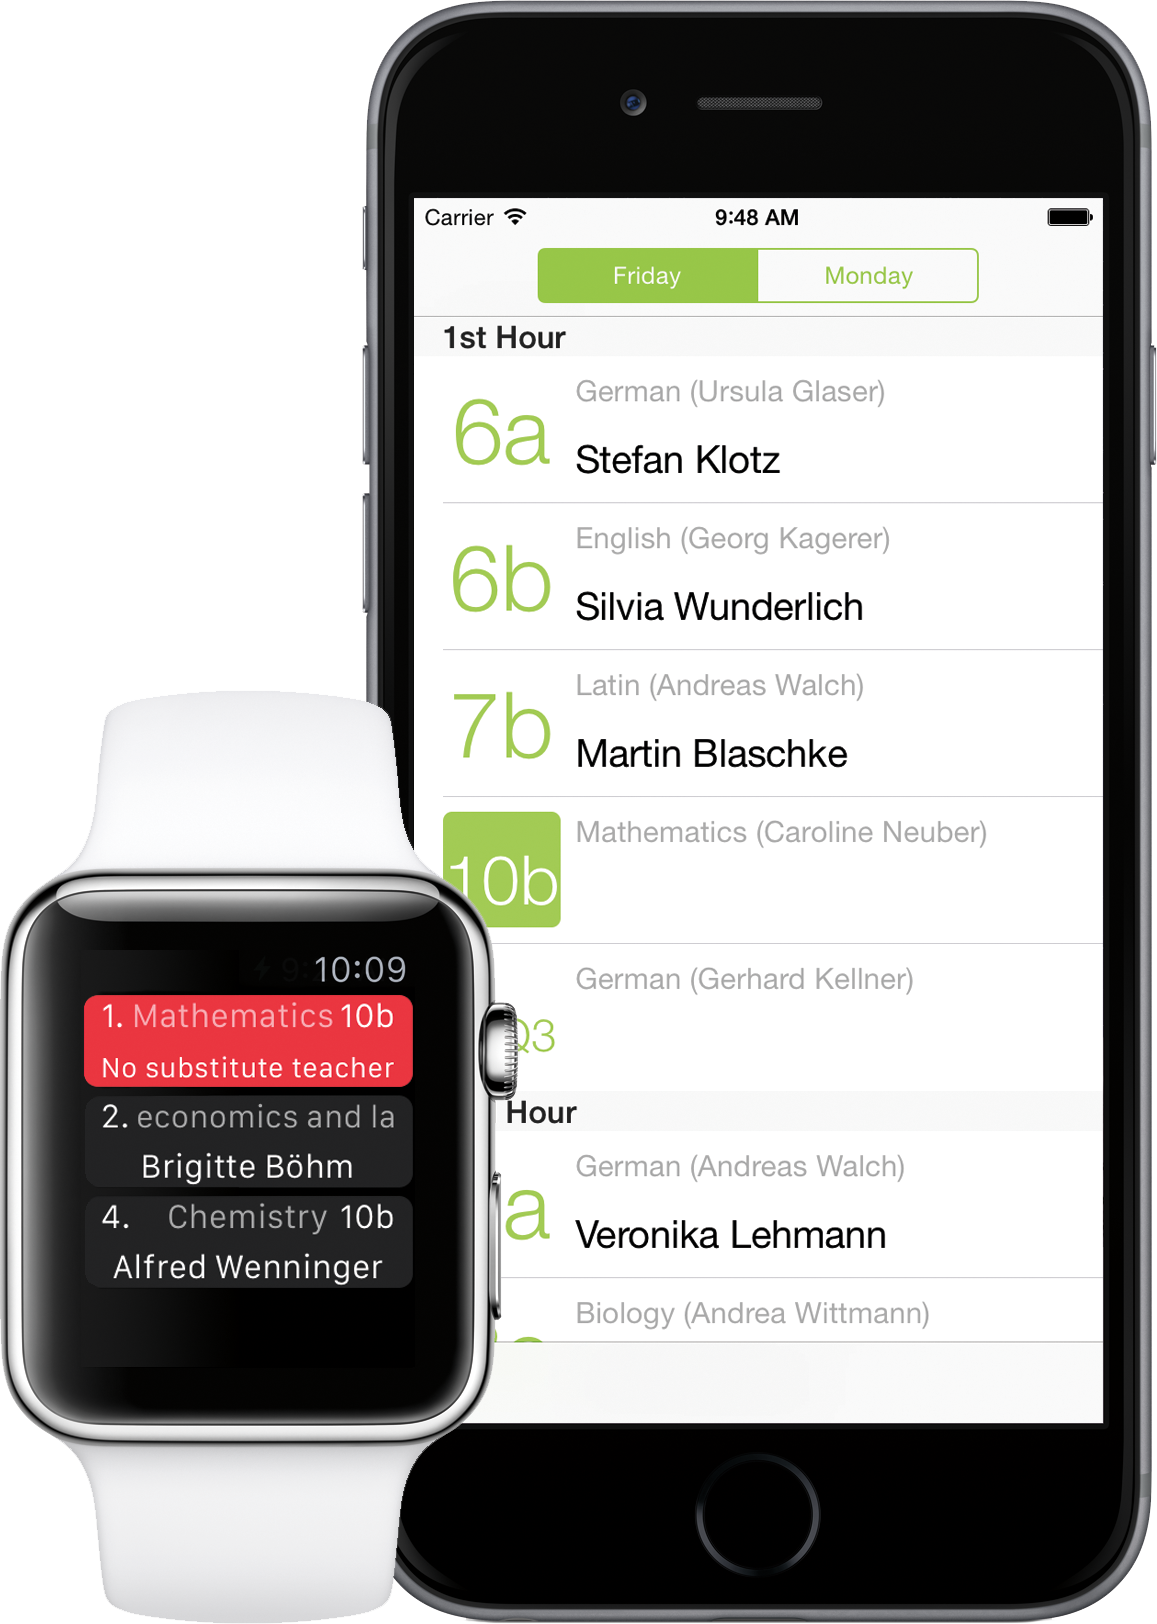 Carrier
9:48 AM
Friday
Monday
1st Hour
German (Ursula Glaser)
6a
Stefan Klotz
English (Georg Kagerer)
6b
Silvia Wunderlich
Latin (Andreas Walch)
7b
Martin Blaschke
Mathematics (Caroline Neuber)
10b
German (Gerhard Kellner)
Q3
Hour
German (Andreas Walch)
a
Veronika Lehmann
Biology (Andrea Wittmann)
10:09
1. Mathematics 10b
No substitute teacher
2. economics and la
Brigitte Böhm
4. Chemistry 10b
Alfred Wenninger